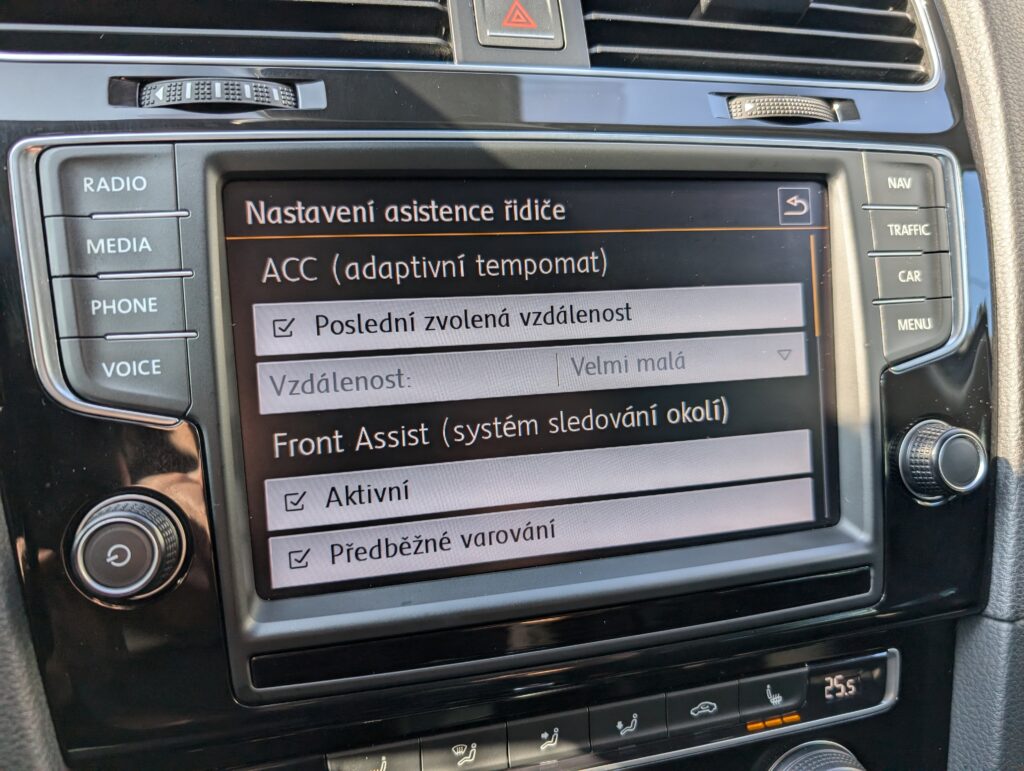 RADIO
MEDIA
PHONE
VOICE
Nastavení asistence řidiče
ACC (adaptivní tempomat)
Poslední zvolená vzdálenost
Vzdálenost: Velmi malá
Front Assist (systém sledování okolí)
Aktivní
Předběžné varování
NAV
TRAFFIC
CAR
MENU
25.5